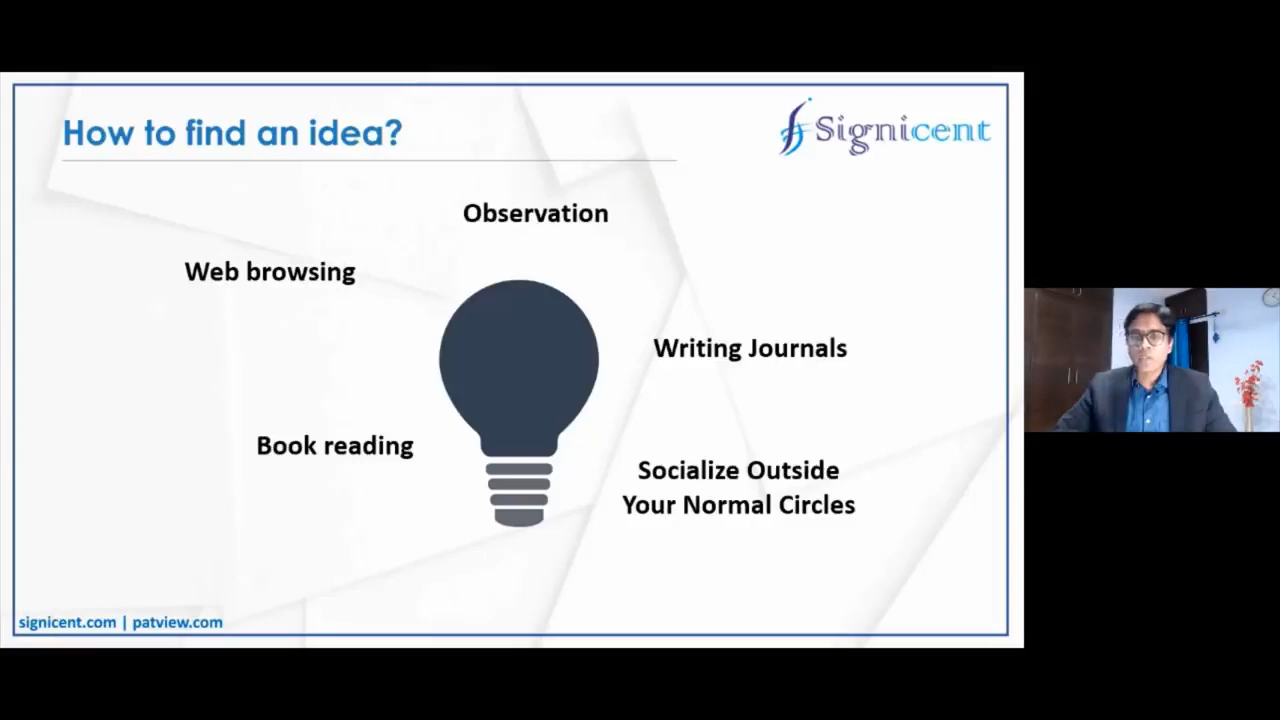 How to find an idea?
Signicent
Observation
Web browsing
Writing Journals
Book reading
Socialize Outside
Your Normal Circles
signicent.com | patview.com